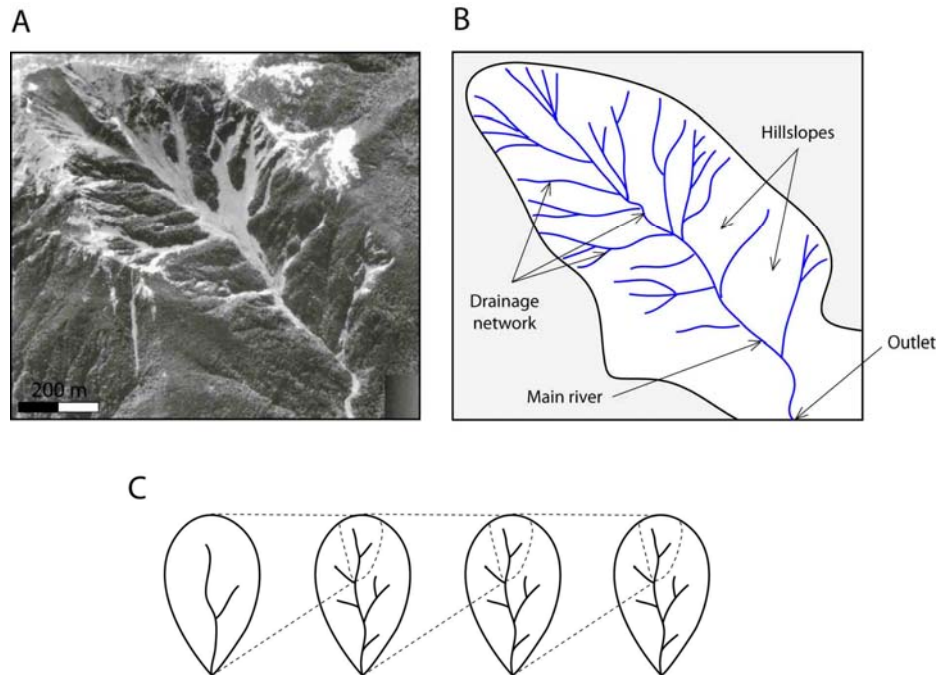 A
B
200 m
Hillslopes
Drainage
network
Main river
Outlet
C